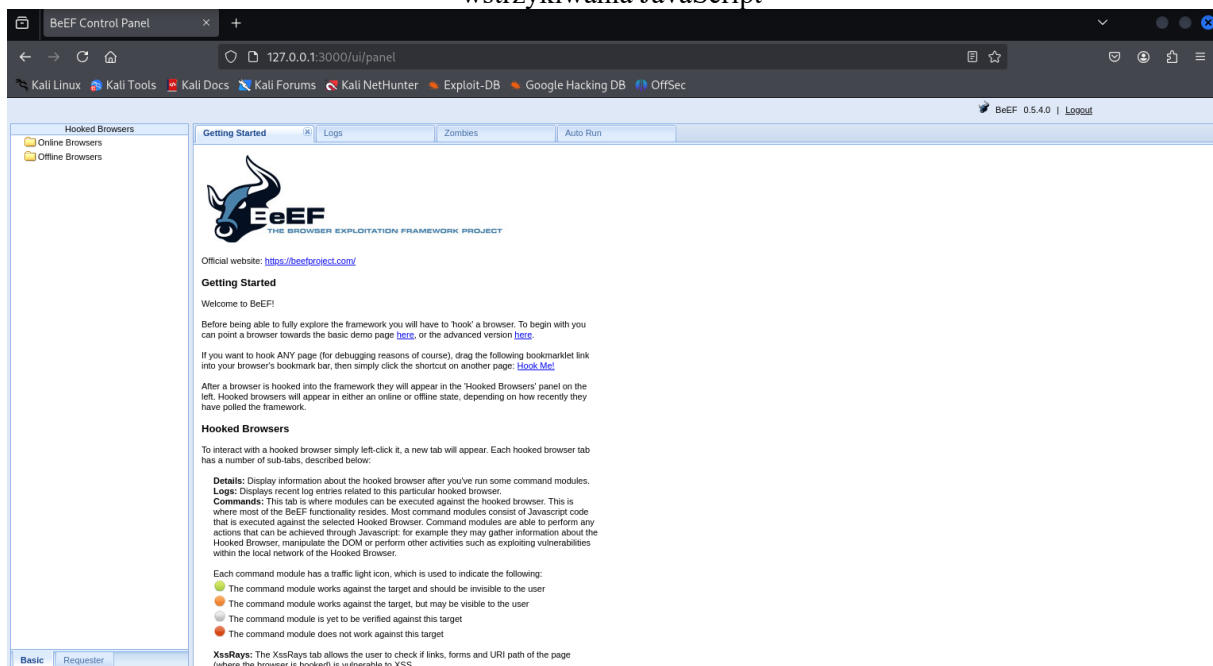 wstrzykiwania JavaScript
BeEF Control Panel
127.0.0.1:3000/ui/panel
Kali Linux Kali Tools Kali Docs Kali Forums Kali NetHunter Exploit-DB Google Hacking DB OffSec
BeEF 0.5.4.0 | Logout
Hooked Browsers
Online Browsers
Offline Browsers
Getting Started Logs Zombies Auto Run
BeEF
THE BROWSER EXPLOITATION FRAMEWORK PROJECT
Official website: https://beefproject.com/
Getting Started
Welcome to BeEF!
Before being able to fully explore the framework you will have to 'hook' a browser. To begin with you
can point a browser towards the basic demo page here, or the advanced version here.
If you want to hook ANY page (for debugging reasons of course), drag the following bookmarklet link
into your browser's bookmark bar, then simply click the shortcut on another page: Hook Me!
After a browser is hooked into the framework they will appear in the 'Hooked Browsers' panel on the
left. Hooked browsers will appear in either an online or offline state, depending on how recently they
have polled the framework.
Hooked Browsers
To interact with a hooked browser simply left-click it, a new tab will appear. Each hooked browser tab
has a number of sub-tabs, described below:
Details: Display information about the hooked browser after you've run some command modules.
Logs: Displays recent log entries related to this particular hooked browser.
Commands: This tab is where modules can be executed against the hooked browser. This is
where most of the BeEF functionality resides. Most command modules consist of Javascript code
that is executed against the selected Hooked Browser. Command modules are able to perform any
actions that can be achieved through Javascript: for example they may gather information about the
Hooked Browser, manipulate the DOM or perform other activities such as exploiting vulnerabilities
within the local network of the Hooked Browser.
Each command module has a traffic light icon, which is used to indicate the following:
The command module works against the target and should be invisible to the user
The command module works against the target, but may be visible to the user
The command module is yet to be verified against this target
The command module does not work against this target
XssRays: The XssRays tab allows the user to check if links, forms and URI path of the page
(where the browser is hooked) is vulnerable to XSS.
Basic Requester